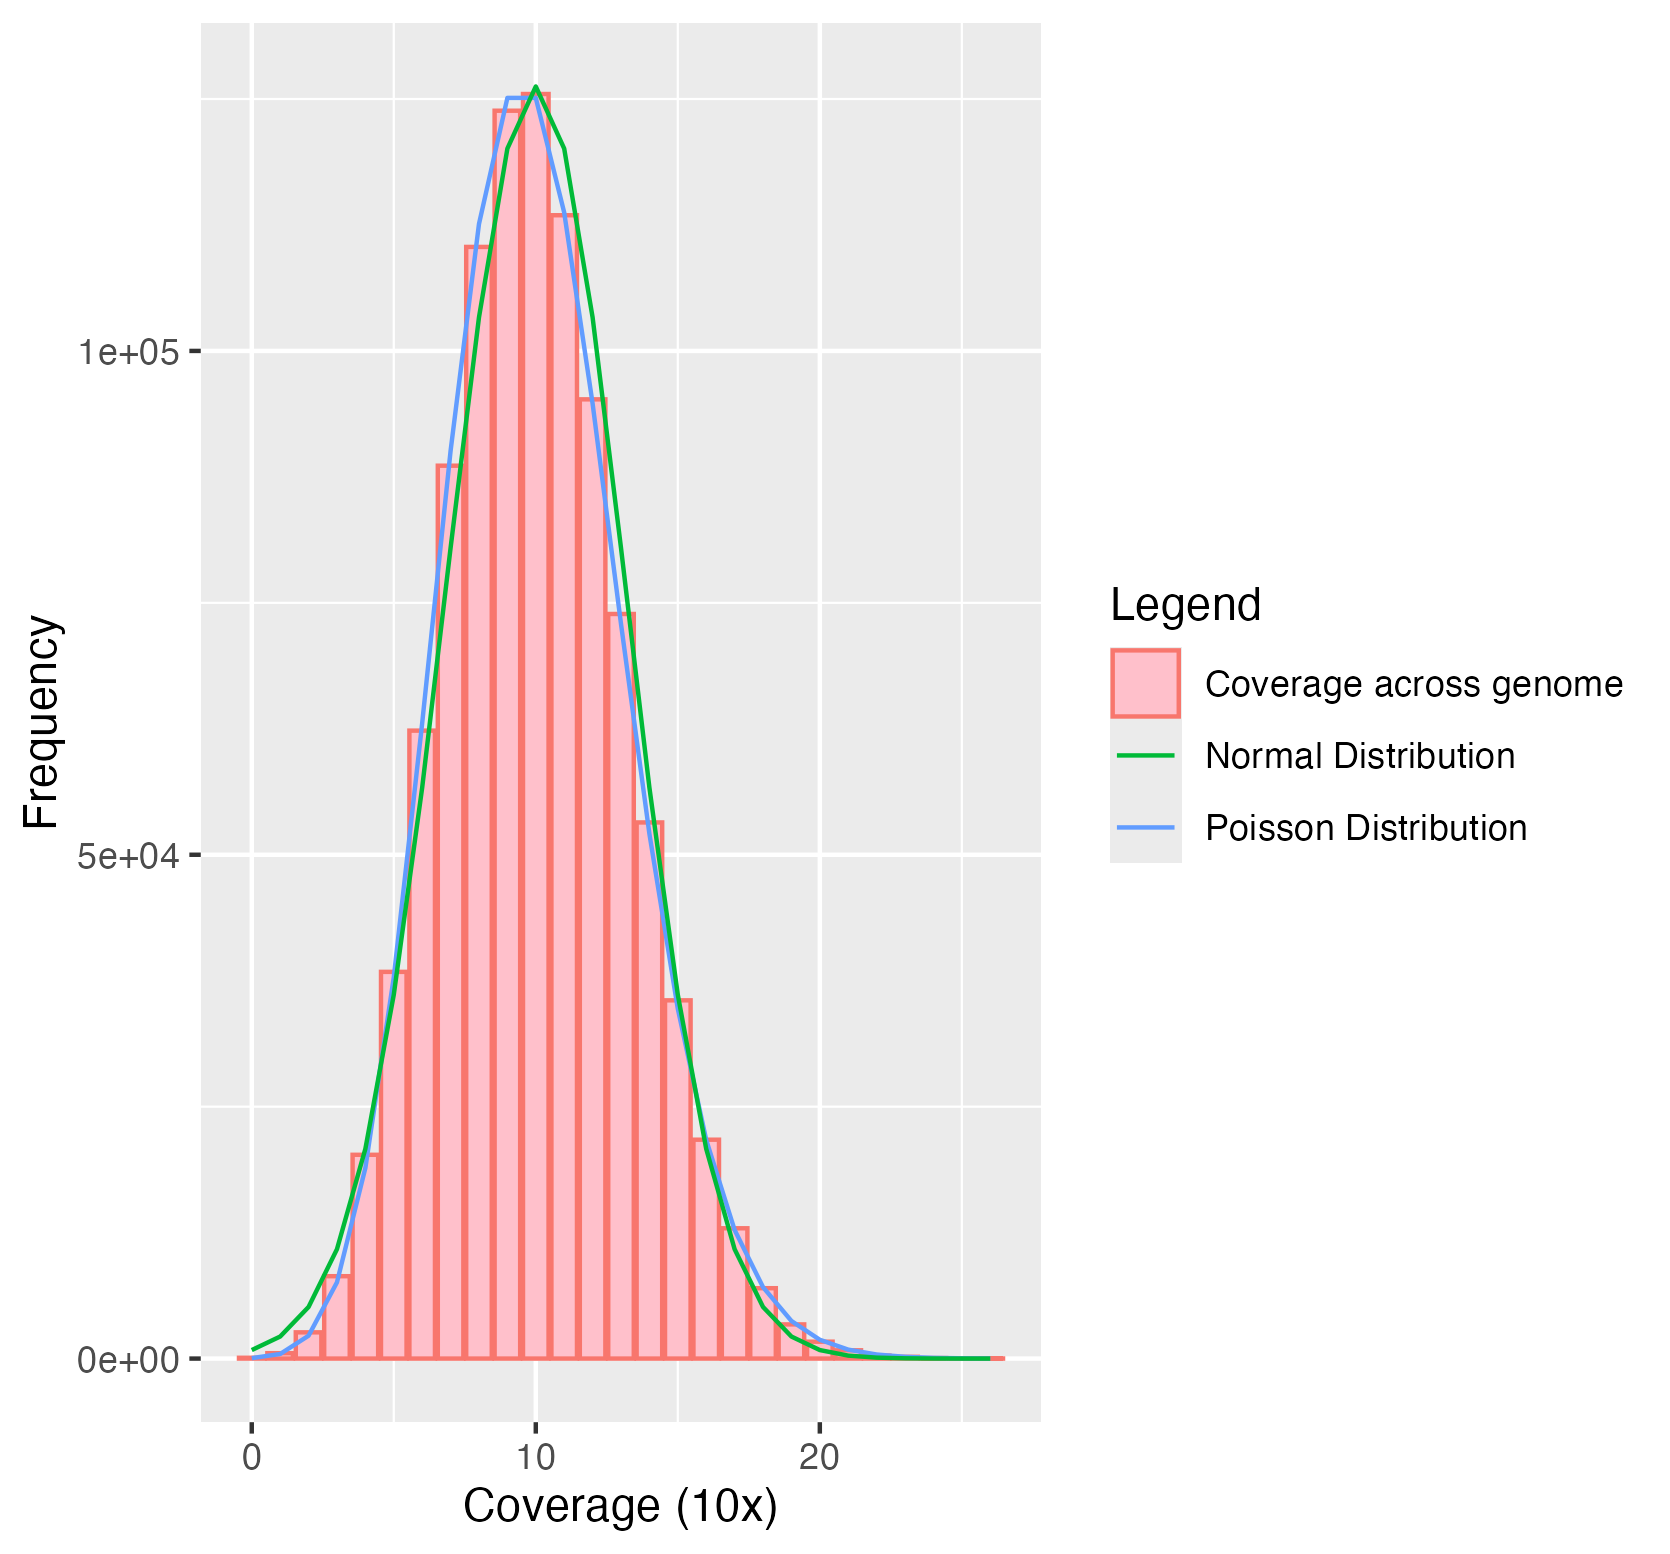 1e+05
5e+04
0e+00
Frequency
0
10
20
Coverage (10x)
Legend
Coverage across genome
Normal Distribution
Poisson Distribution